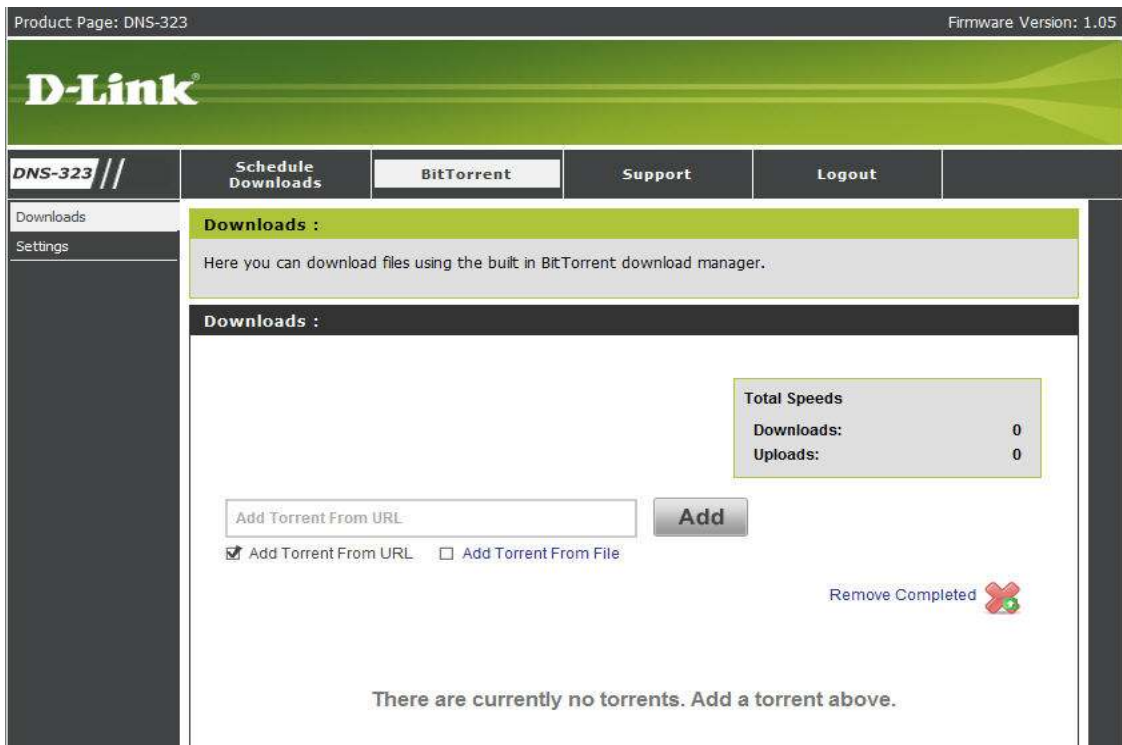 Product Page: DNS-323
Firmware Version: 1.05
D-Link®
DNS-323
Schedule
Downloads
BitTorrent
Support
Logout
Downloads
Settings
Downloads :
Here you can download files using the built in BitTorrent download manager.
Downloads :
Total Speeds
Downloads: 0
Uploads: 0
Add Torrent From URL
Add
Add Torrent From URL
Add Torrent From File
Remove Completed
There are currently no torrents. Add a torrent above.